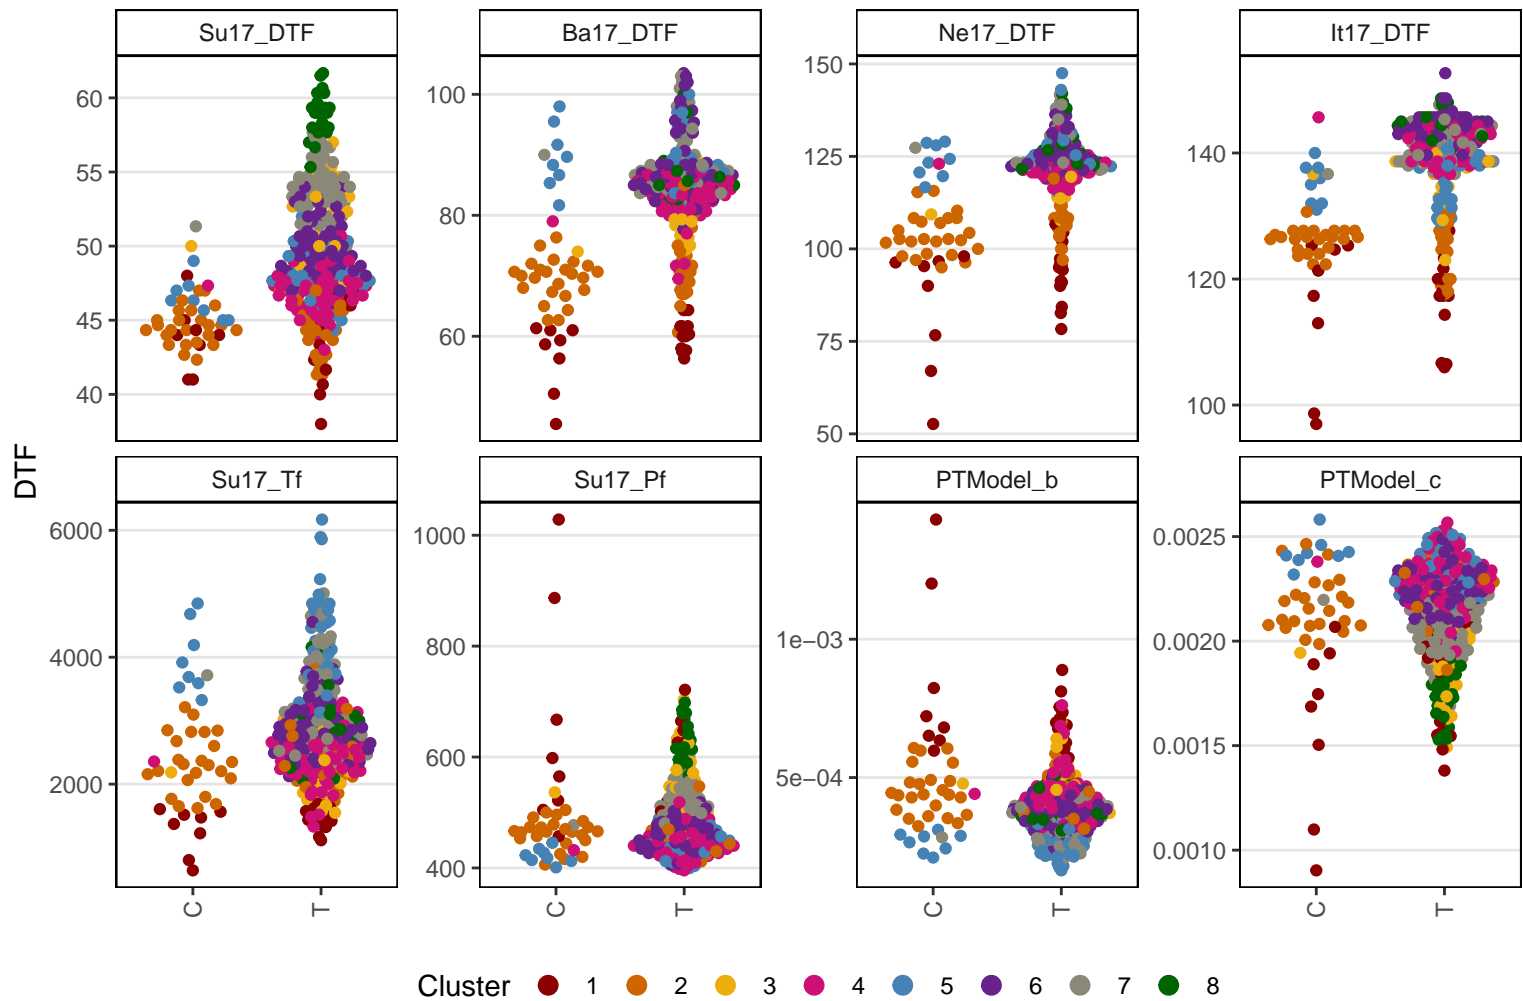 Su17_DTF
Ba17_DTF
Ne17_DTF
It17_DTF
60
55
50
45
40
100
80
60
150
125
100
75
50
140
120
100
DTF
Su17_Tf
Su17_Pf
PTModel_b
PTModel_c
6000
4000
2000
1000
800
600
400
1e−03
5e−04
0.0025
0.0020
0.0015
0.0010
C T
C T
C T
C T
Cluster 1 2 3 4 5 6 7 8